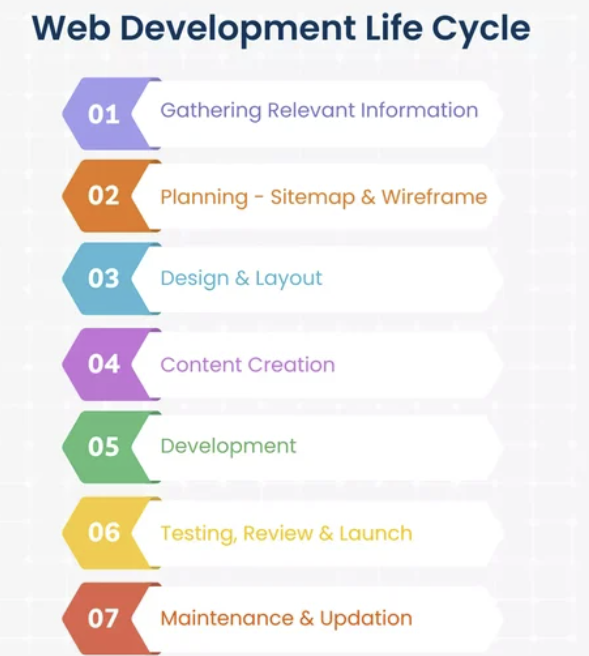 Web Development Life Cycle
01 Gathering Relevant Information
02 Planning - Sitemap & Wireframe
03 Design & Layout
04 Content Creation
05 Development
06 Testing, Review & Launch
07 Maintenance & Updation